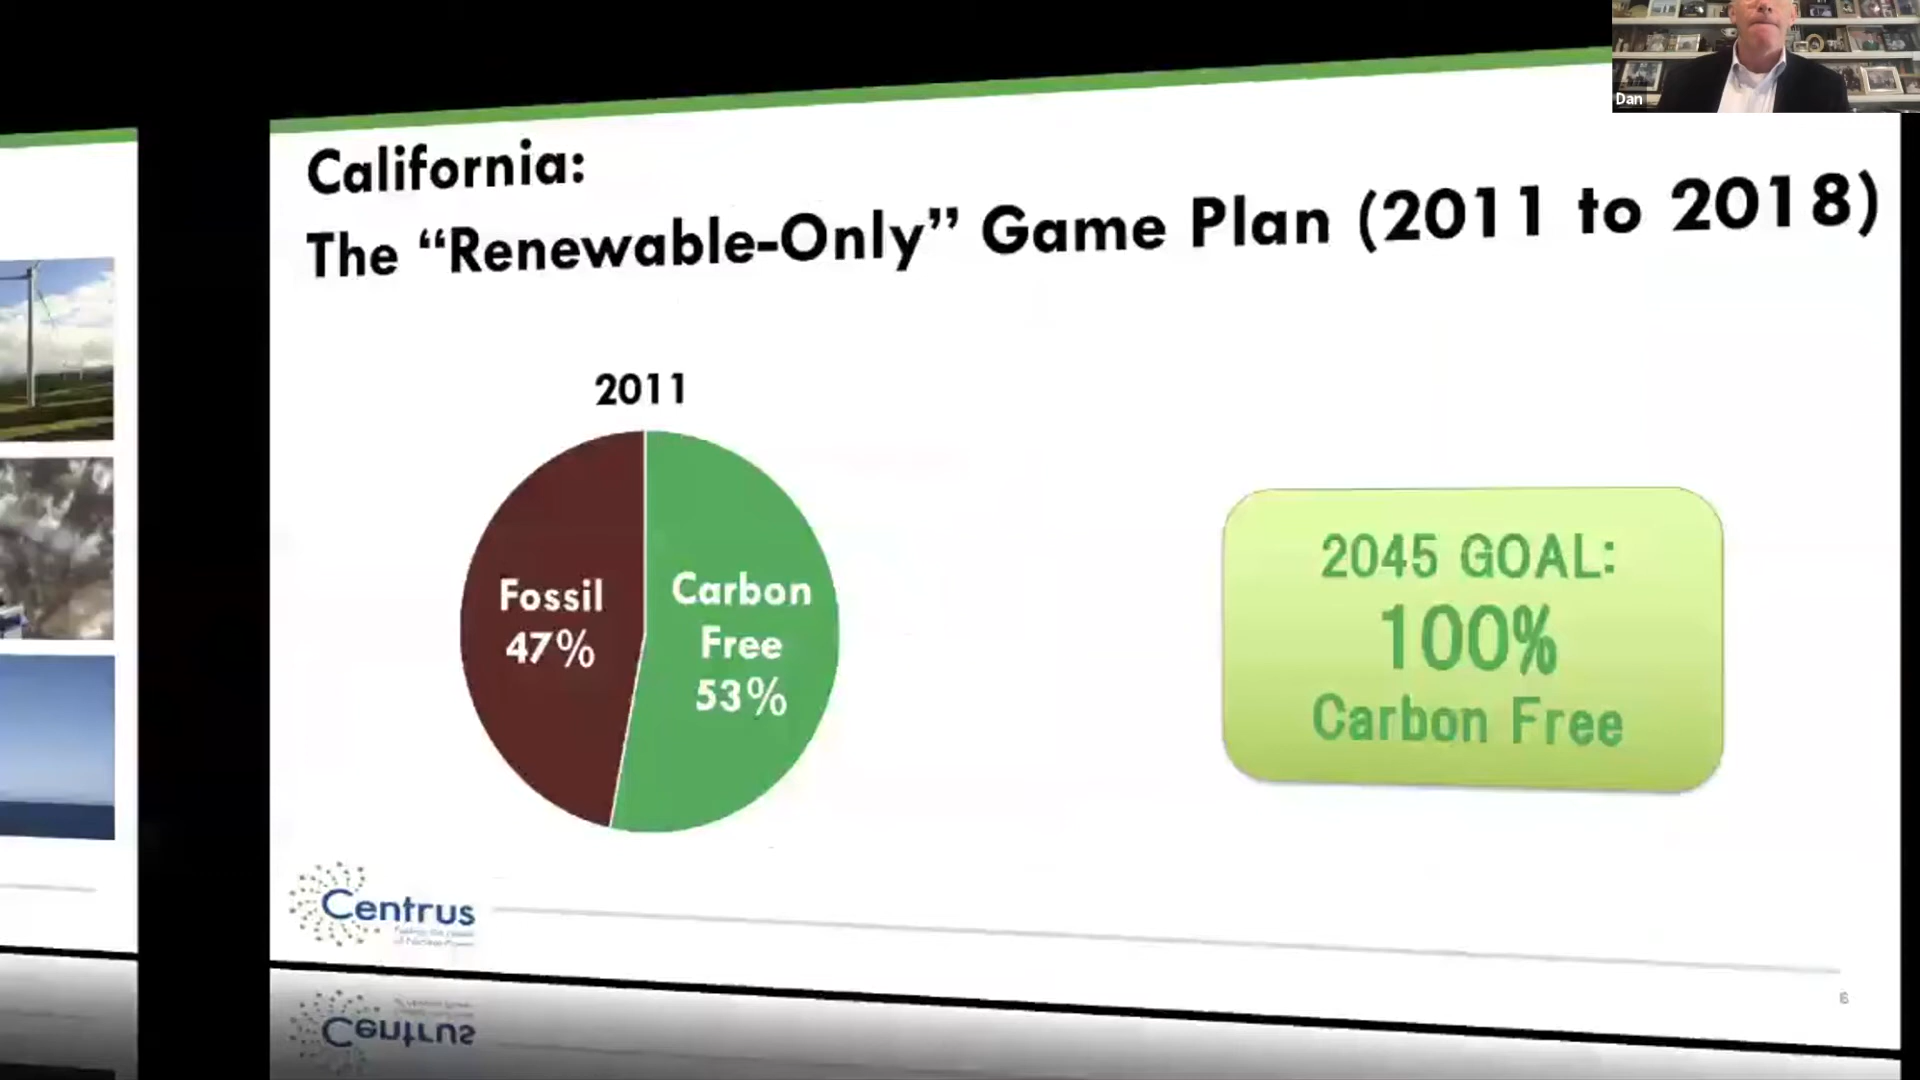 Dan
California:
The “Renewable-Only” Game Plan (2011 to 2018)
2011
Fossil
47%
Carbon
Free
53%
2045 GOAL:
100%
Carbon Free
Centrus
6